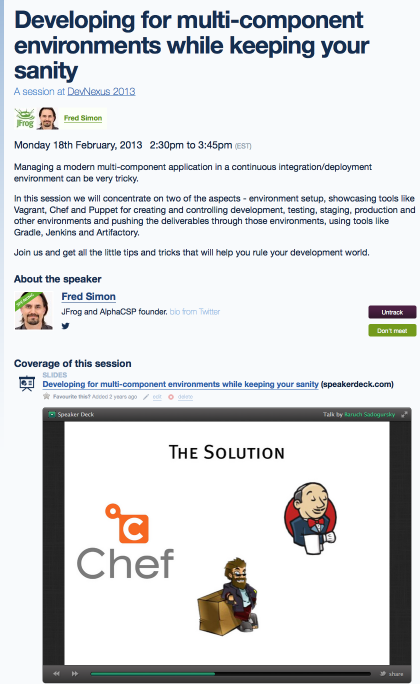 Developing for multi-component
environments while keeping your
sanity
A session at DevNexus 2013
JFrog
Fred Simon
Monday 18th February, 2013 2:30pm to 3:45pm (EST)
Managing a modern multi-component application in a continuous integration/deployment
environment can be very tricky.
In this session we will concentrate on two of the aspects - environment setup, showcasing tools like
Vagrant, Chef and Puppet for creating and controlling development, testing, staging, production and
other environments and pushing the deliverables through those environments, using tools like
Gradle, Jenkins and Artifactory.
Join us and get all the little tips and tricks that will help you rule your development world.
About the speaker
Fred Simon
JFrog and AlphaCSP founder. bio from Twitter
Untrack
Don't meet
Coverage of this session
SLIDES
Developing for multi-component environments while keeping your sanity (speakerdeck.com)
Favourite this? Added 2 years ago edit delete
Speaker Deck
Talk by Baruch Sadogursky
THE SOLUTION
C
Chef
share